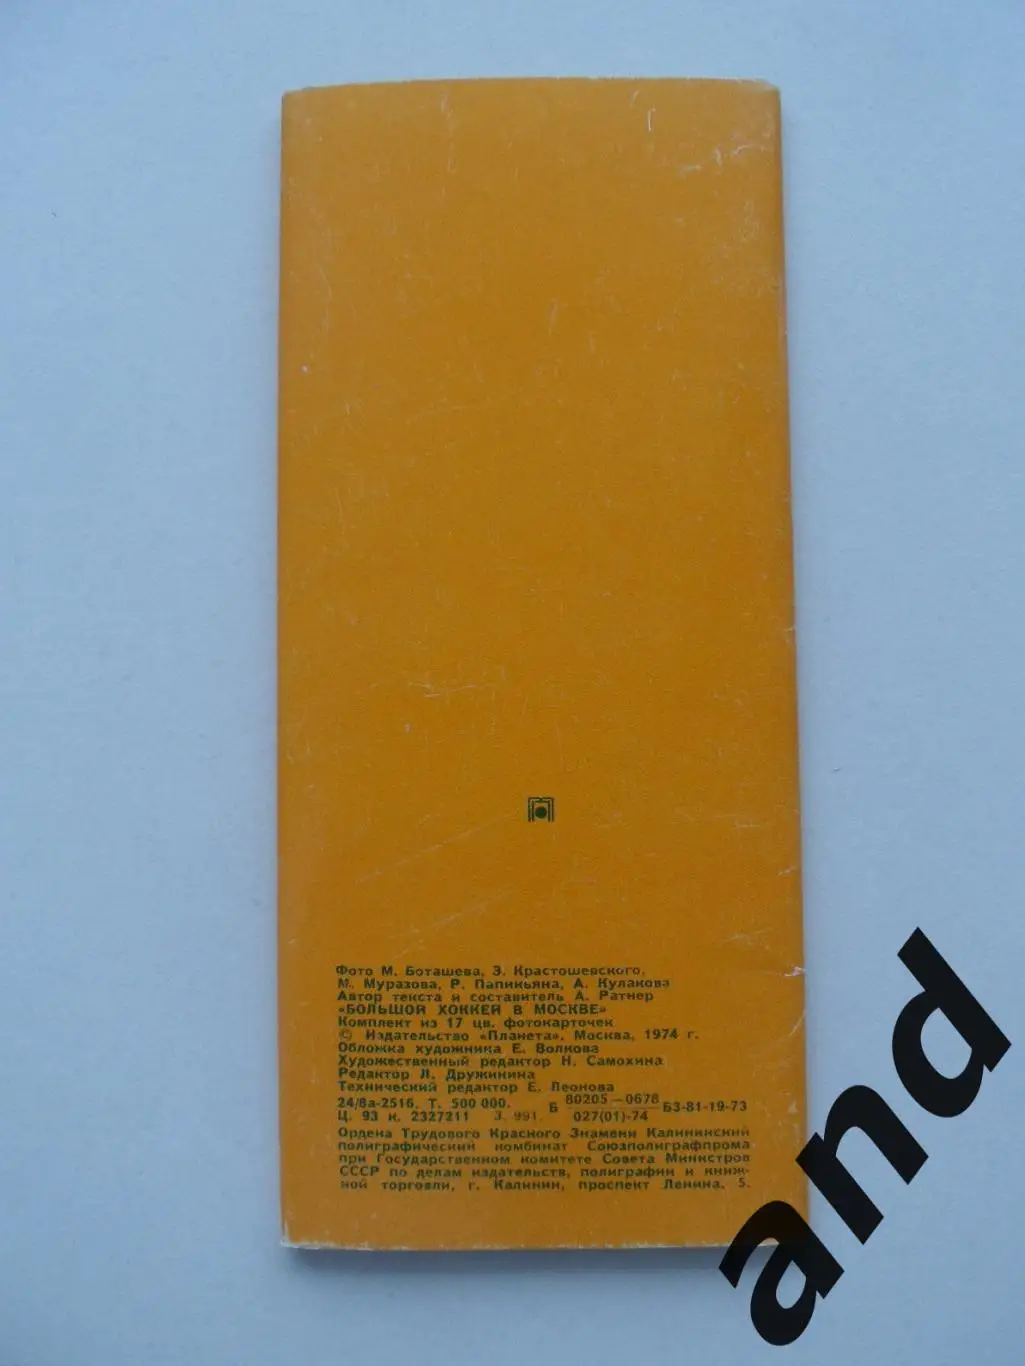 Фото М. Боташева, З. Крастошевского,
М. Муразова, Р. Папикьяна, А. Кулакова
Автор текста и составитель А. Ратнер
«БОЛЬШОЙ ХОККЕЙ В МОСКВЕ»
Комплект из 17 цв. фотокарточек
© Издательство «Планета», Москва, 1974 г.
Обложка художника Е. Волкова
Художественный редактор Н. Самохина
Редактор Л. Дружинина
Технический редактор Е. Леонова
24/8а-2516. Т. 500 000. Б 80205—0678 / 027(01)-74 БЗ-81-19-73
Ц. 93 к. 2327211 З. 991.
Ордена Трудового Красного Знамени Калининский
полиграфический комбинат Союзполиграфпрома
при Государственном комитете Совета Министров
СССР по делам издательств, полиграфии и книж-
ной торговли, г. Калинин, проспект Ленина, 5.
and